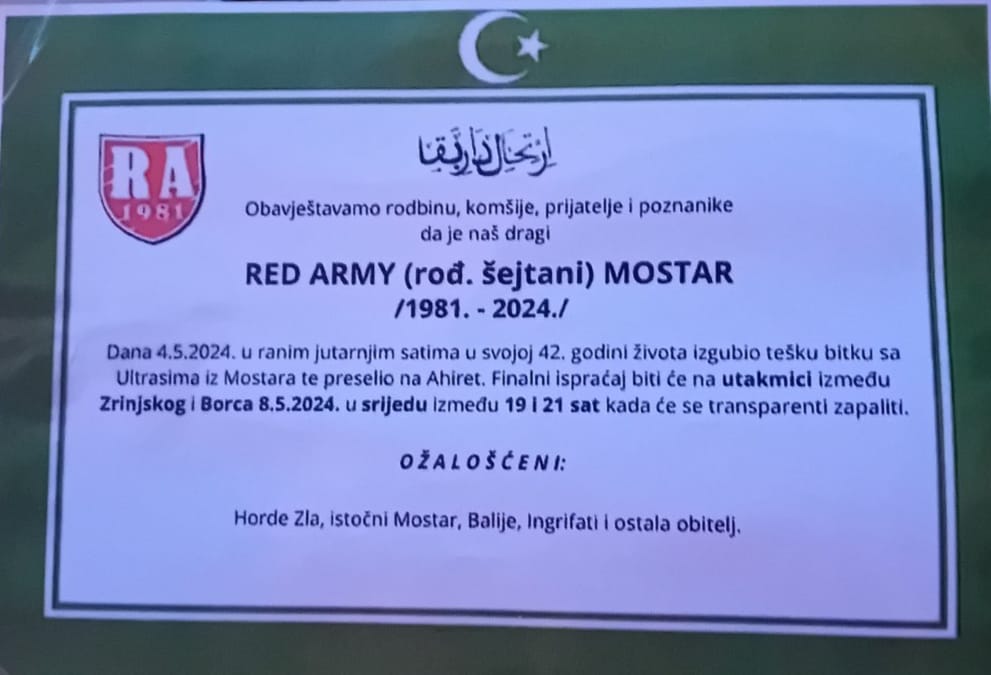 RA
1981
إرتحال دار بقا
Obavještavamo rodbinu, komšije, prijatelje i poznanike
da je naš dragi
RED ARMY (rođ. šejtani) MOSTAR
/1981. - 2024./
Dana 4.5.2024. u ranim jutarnjim satima u svojoj 42. godini života izgubio tešku bitku sa
Ultrasima iz Mostara te preselio na Ahiret. Finalni ispraćaj biti će na utakmici između
Zrinjskog i Borca 8.5.2024. u srijedu između 19 i 21 sat kada će se transparenti zapaliti.
OŽALOŠĆENI:
Horde Zla, istočni Mostar, Balije, Ingrifati i ostala obitelj.